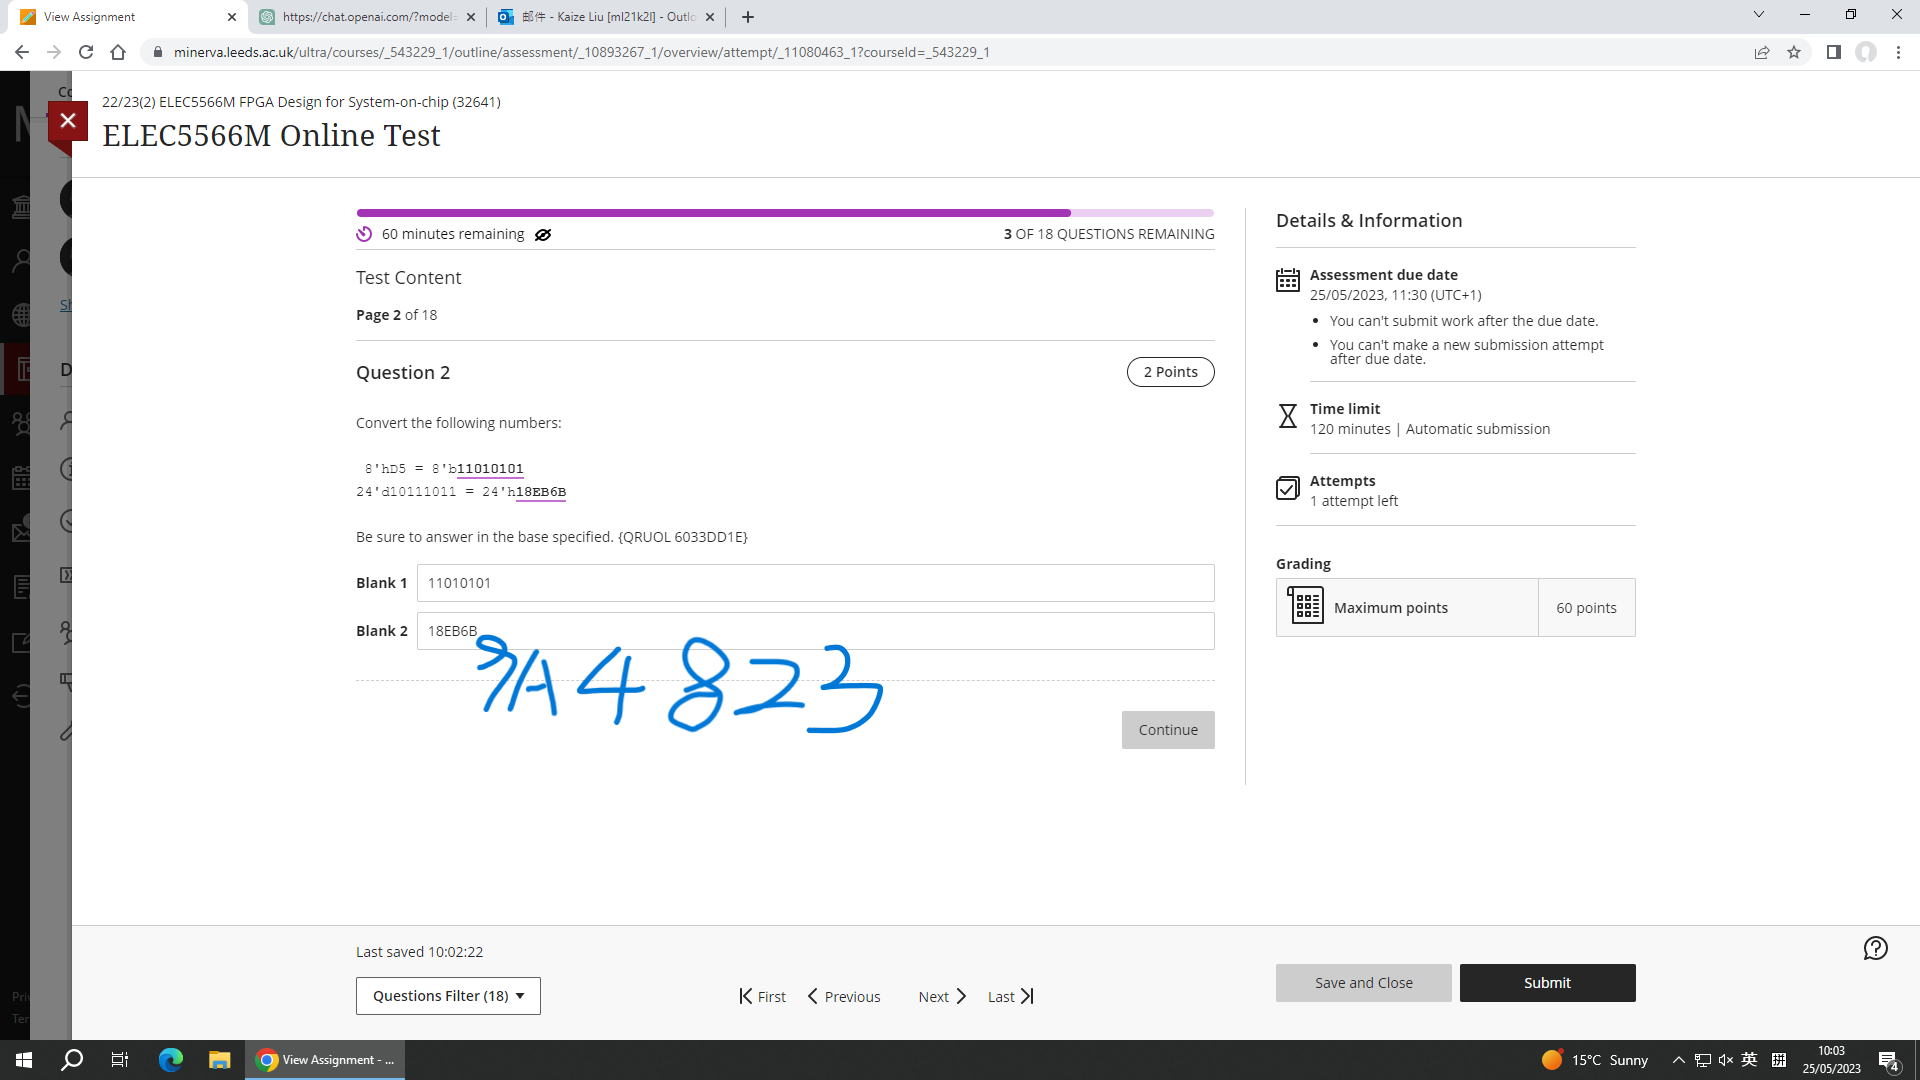 View Assignment
https://chat.openai.com/?model=
邮件 - Kaize Liu [ml21k2l] - Outlo
minerva.leeds.ac.uk/ultra/courses/_543229_1/outline/assessment/_10893267_1/overview/attempt/_11080463_1?courseId=_543229_1
22/23(2) ELEC5566M FPGA Design for System-on-chip (32641)
ELEC5566M Online Test
60 minutes remaining
3 OF 18 QUESTIONS REMAINING
Test Content
Page 2 of 18
Question 2
2 Points
Convert the following numbers:
8'hD5 = 8'b11010101
24'd10111011 = 24'h18EB6B
Be sure to answer in the base specified. {QRUOL 6033DD1E}
Blank 1
11010101
Blank 2
18EB6B
A4823
Continue
Details & Information
Assessment due date
25/05/2023, 11:30 (UTC+1)
• You can't submit work after the due date.
• You can't make a new submission attempt
after due date.
Time limit
120 minutes | Automatic submission
Attempts
1 attempt left
Grading
Maximum points
60 points
Last saved 10:02:22
Questions Filter (18)
First
Previous
Next
Last
Save and Close
Submit
View Assignment - ...
15°C Sunny
英
拼
10:03
25/05/2023
4